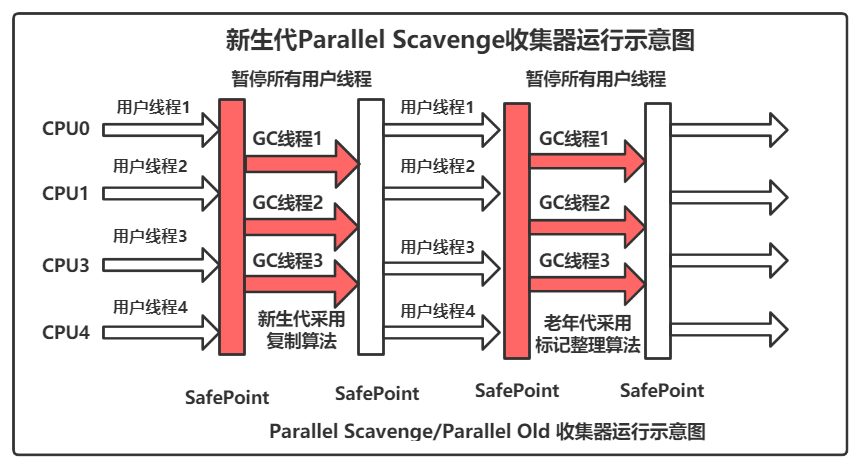 新生代Parallel Scavenge收集器运行示意图
暂停所有用户线程
暂停所有用户线程
用户线程1
用户线程1
CPU0
GC线程1
GC线程1
用户线程2
用户线程2
CPU1
GC线程2
GC线程2
用户线程3
用户线程3
CPU3
GC线程3
GC线程3
用户线程4
用户线程4
CPU4
新生代采用
复制算法
老年代采用
标记整理算法
SafePoint
SafePoint
SafePoint
SafePoint
Parallel Scavenge/Parallel Old 收集器运行示意图